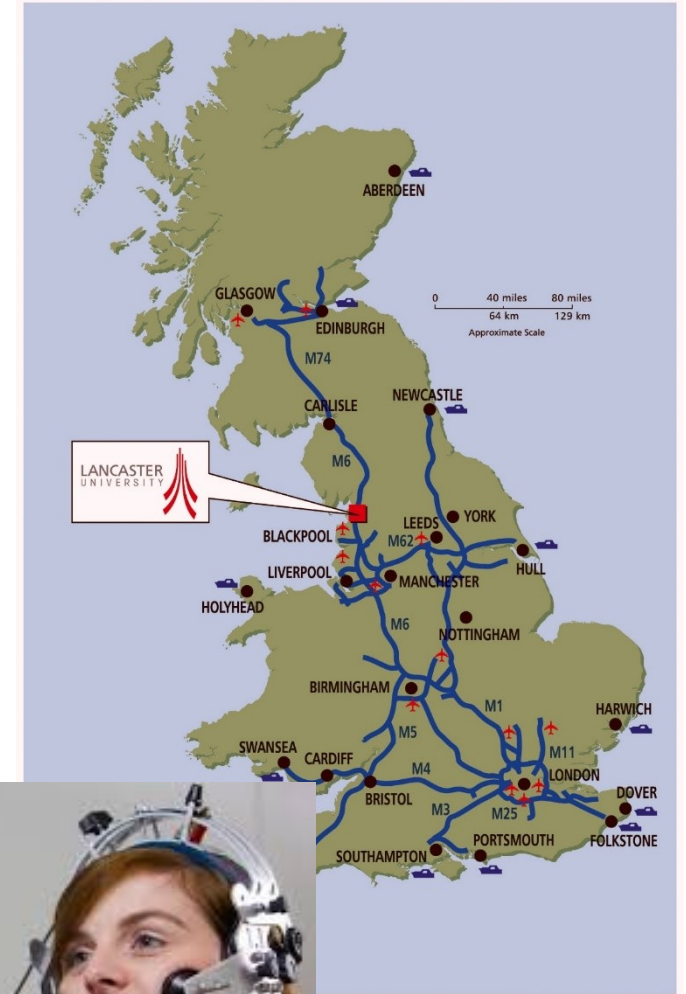 ABERDEEN
GLASGOW
EDINBURGH
0 40 miles 80 miles
64 km 129 km
Approximate Scale
M74
CARLISLE
NEWCASTLE
M6
LANCASTER
UNIVERSITY
BLACKPOOL
LEEDS
YORK
M62
LIVERPOOL
MANCHESTER
HULL
HOLYHEAD
M6
NOTTINGHAM
BIRMINGHAM
M1
HARWICH
M5
M11
SWANSEA
CARDIFF
M4
LONDON
BRISTOL
DOVER
M3
M25
FOLKSTONE
SOUTHAMPTON
PORTSMOUTH